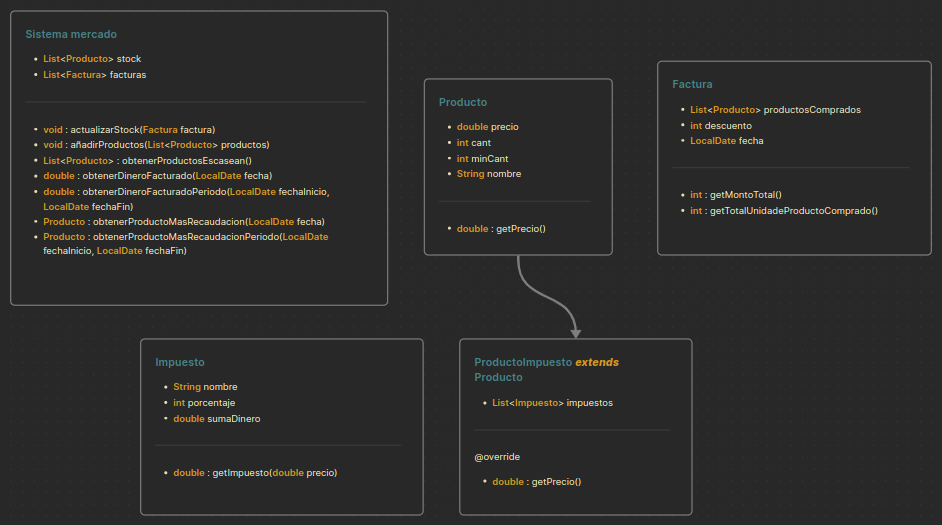 Sistema mercado
• List<Producto> stock
• List<Factura> facturas
• void : actualizarStock(Factura factura)
• void : añadirProductos(List<Producto> productos)
• List<Producto> : obtenerProductosEscasean()
• double : obtenerDineroFacturado(LocalDate fecha)
• double : obtenerDineroFacturadoPeriodo(LocalDate fechaInicio,
LocalDate fechaFin)
• Producto : obtenerProductoMasRecaudacion(LocalDate fecha)
• Producto : obtenerProductoMasRecaudacionPeriodo(LocalDate
fechaInicio, LocalDate fechaFin)
Producto
• double precio
• int cant
• int minCant
• String nombre
• double : getPrecio()
Factura
• List<Producto> productosComprados
• int descuento
• LocalDate fecha
• int : getMontoTotal()
• int : getTotalUnidadeProductoComprado()
Impuesto
• String nombre
• int porcentaje
• double sumaDinero
• double : getImpuesto(double precio)
ProductoImpuesto extends
Producto
• List<Impuesto> impuestos
@override
• double : getPrecio()